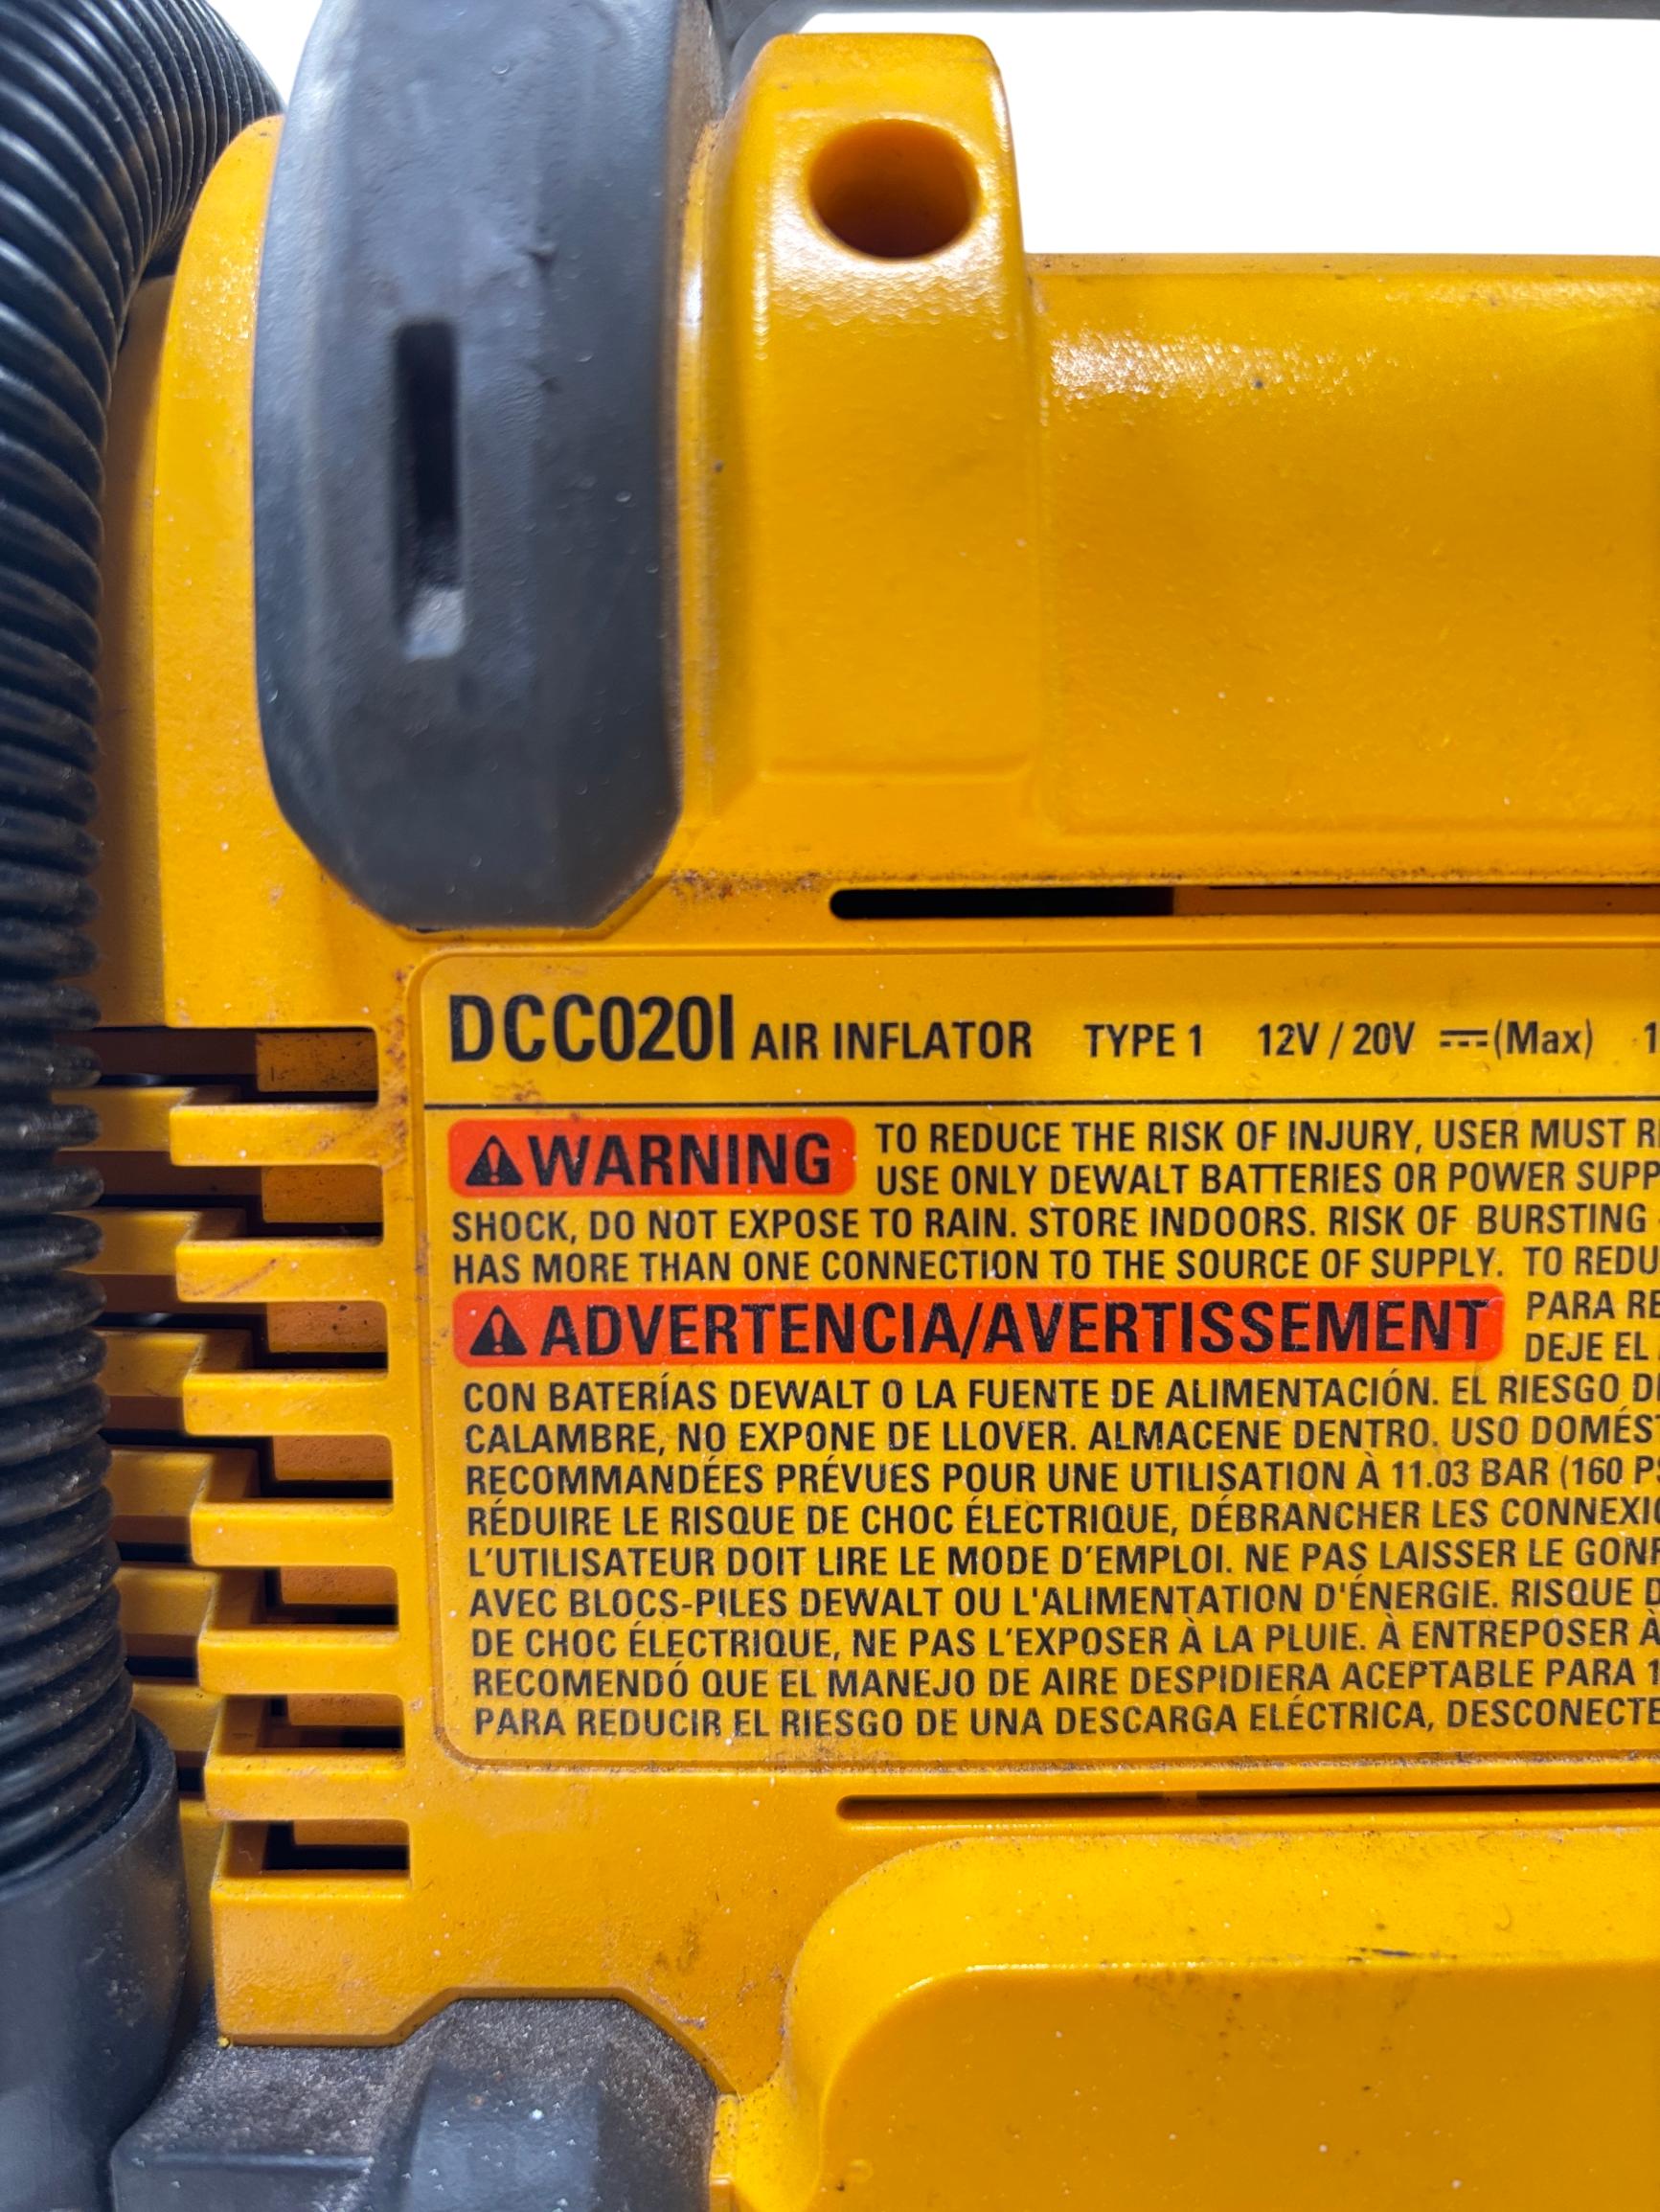 DCC020I AIR INFLATOR TYPE 1 12V / 20V ⎓ (Max)
WARNING TO REDUCE THE RISK OF INJURY, USER MUST
USE ONLY DEWALT BATTERIES OR POWER
SHOCK, DO NOT EXPOSE TO RAIN. STORE INDOORS. RISK OF BURSTING
HAS MORE THAN ONE CONNECTION TO THE SOURCE OF SUPPLY. TO
ADVERTENCIA/AVERTISSEMENT PARA
DEJE EL
CON BATERÍAS DEWALT O LA FUENTE DE ALIMENTACIÓN. EL RIESGO
CALAMBRE, NO EXPONE DE LLOVER. ALMACENE DENTRO. USO
RECOMMANDÉES PRÉVUES POUR UNE UTILISATION À 11.03 BAR (160
RÉDUIRE LE RISQUE DE CHOC ÉLECTRIQUE, DÉBRANCHER LES
L'UTILISATEUR DOIT LIRE LE MODE D'EMPLOI. NE PAS LAISSER LE
AVEC BLOCS-PILES DEWALT OU L'ALIMENTATION D'ÉNERGIE. RISQUE
DE CHOC ÉLECTRIQUE, NE PAS L'EXPOSER À LA PLUIE. À ENTREPOSER À
RECOMENDÓ QUE EL MANEJO DE AIRE DESPIDIERA ACEPTABLE PARA
PARA REDUCIR EL RIESGO DE UNA DESCARGA ELÉCTRICA,